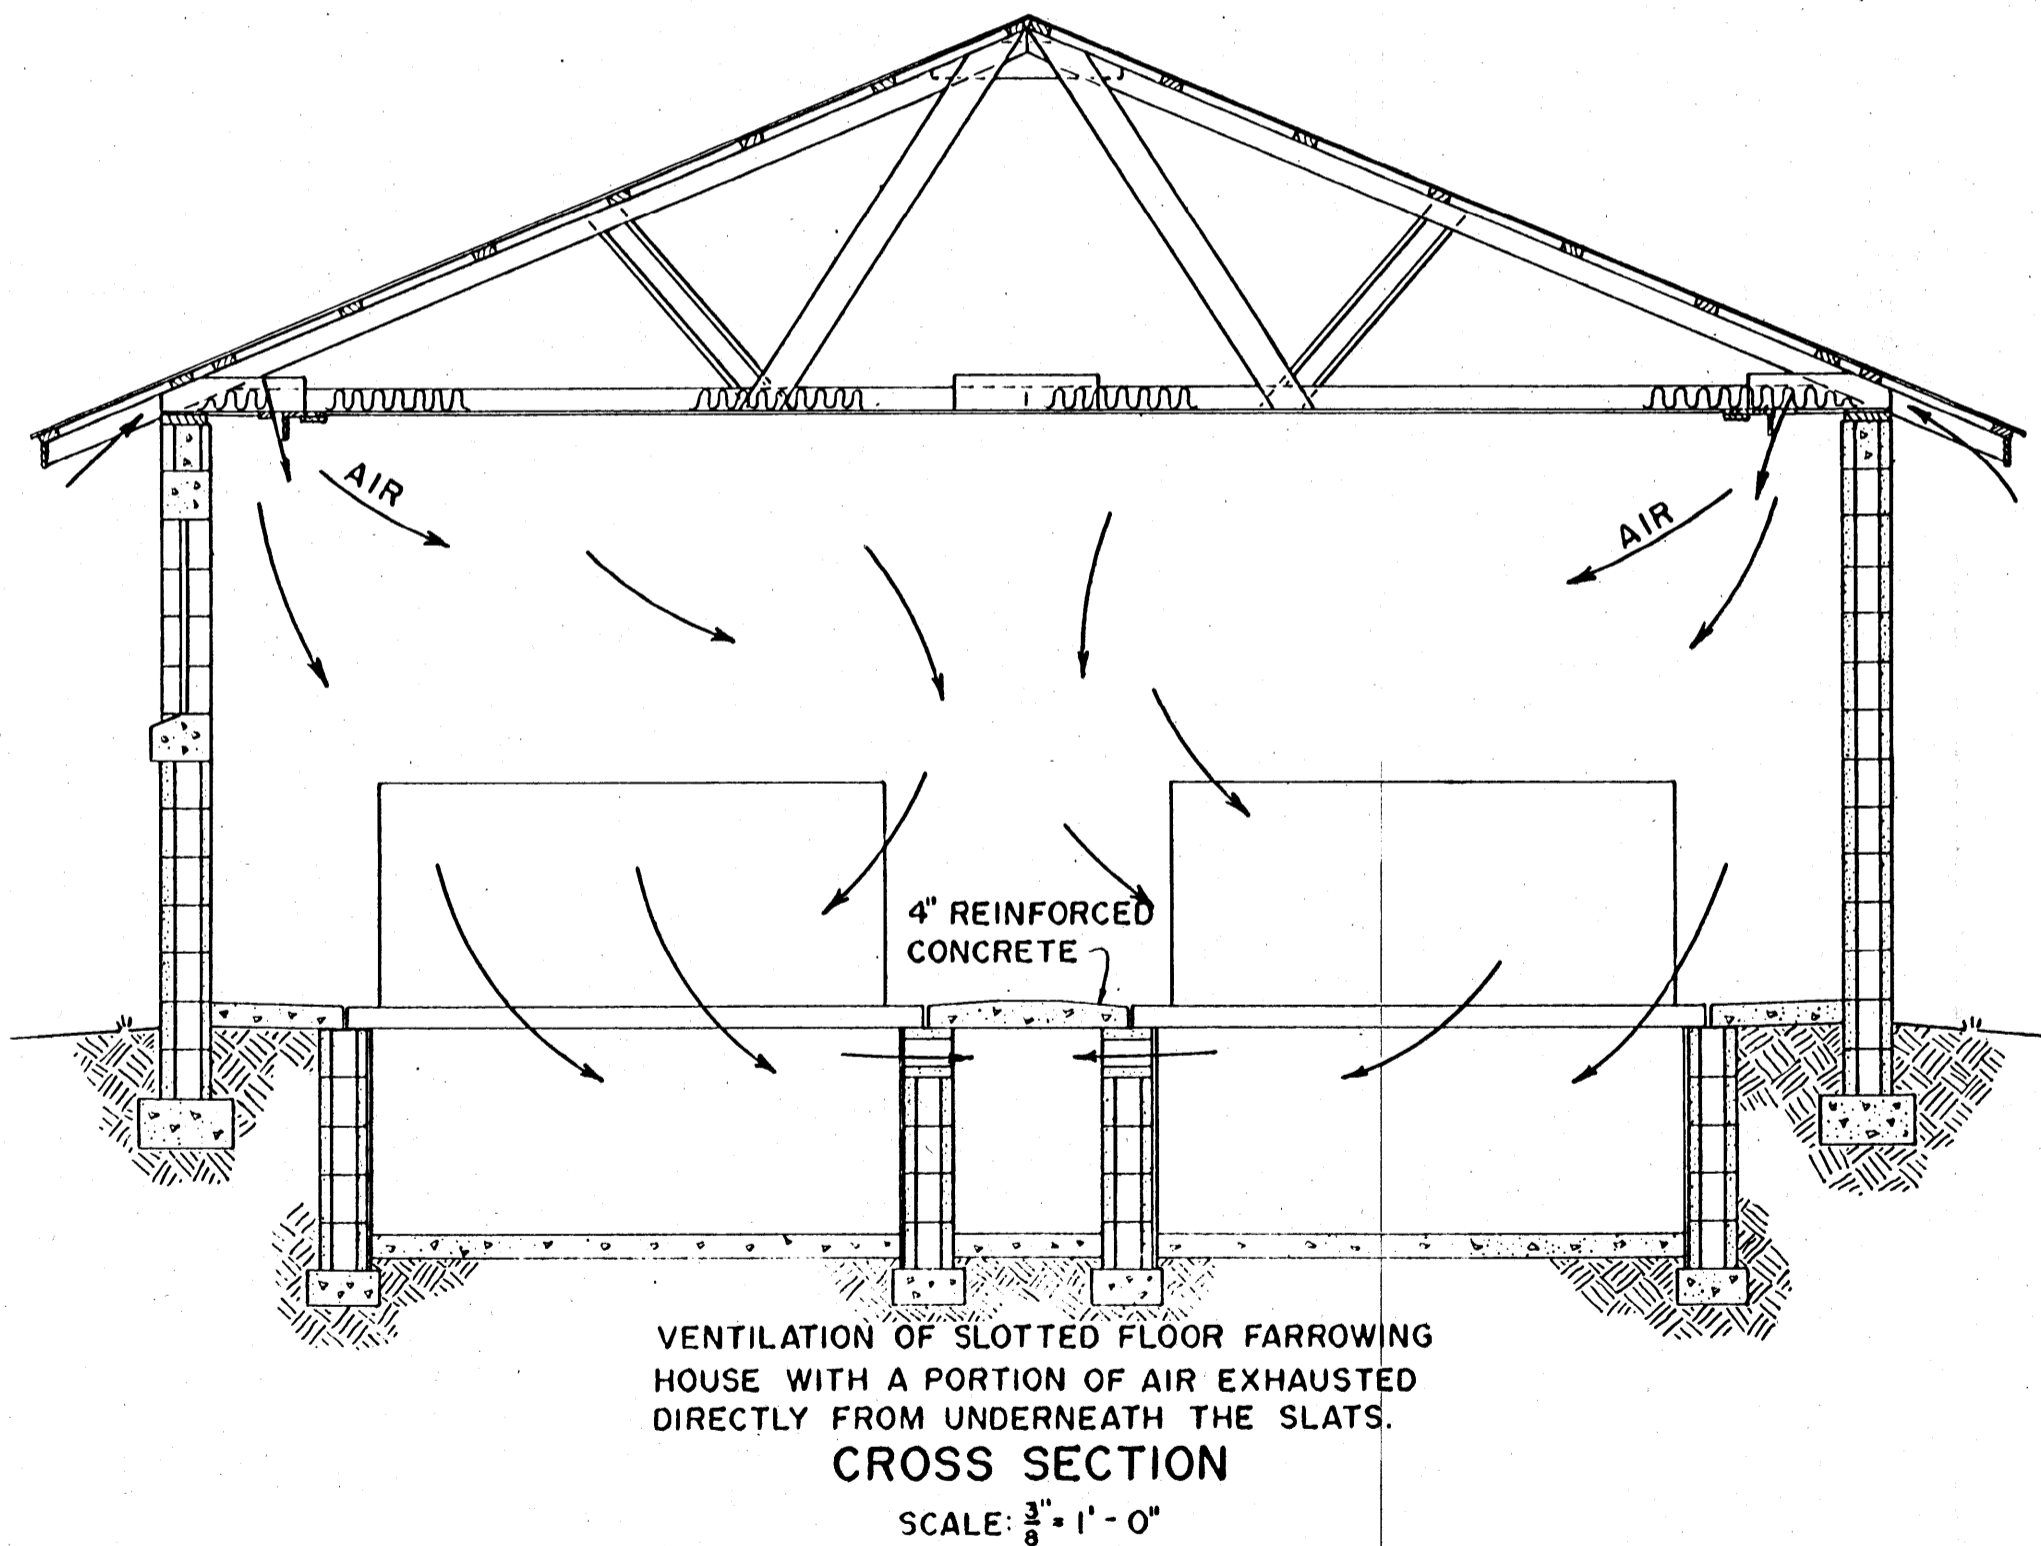 AIR
AIR
4" REINFORCED
CONCRETE
VENTILATION OF SLOTTED FLOOR FARROWING
HOUSE WITH A PORTION OF AIR EXHAUSTED
DIRECTLY FROM UNDERNEATH THE SLATS.
CROSS SECTION
SCALE: 3/8" = 1' - 0"